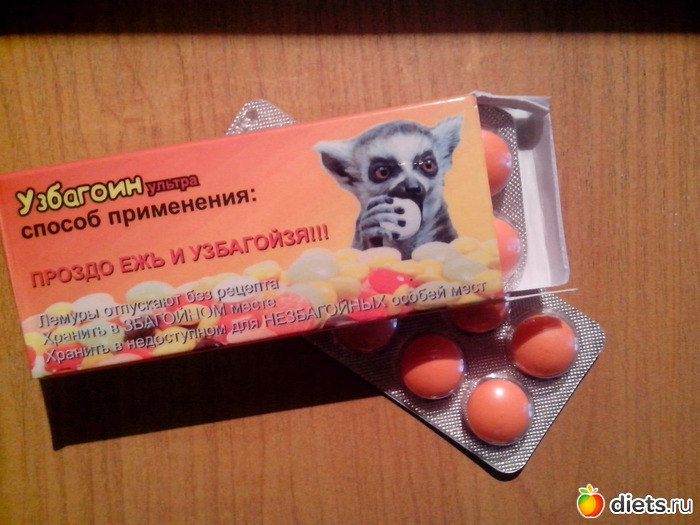 Узбагоин ультра
способ применения:
ПРОЗДО ЕЖЬ И УЗБАГОЙЗЯ!!!
Лемуры отпускают без рецепта
Хранить в ЗБАГОЙНОМ месте
Хранить в недоступном для НЕЗБАГОЙНЫХ особей мест
diets.ru